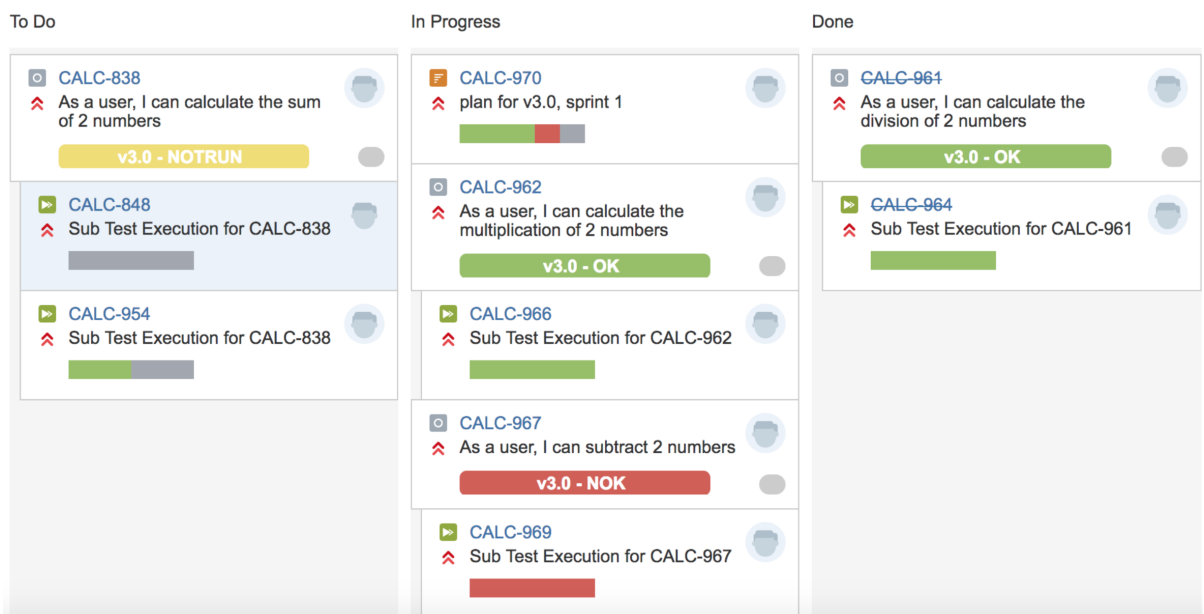 To Do
CALC-838
As a user, I can calculate the sum
of 2 numbers
v3.0 - NOTRUN
CALC-848
Sub Test Execution for CALC-838
CALC-954
Sub Test Execution for CALC-838
In Progress
CALC-970
plan for v3.0, sprint 1
CALC-962
As a user, I can calculate the
multiplication of 2 numbers
v3.0 - OK
CALC-966
Sub Test Execution for CALC-962
CALC-967
As a user, I can subtract 2 numbers
v3.0 - NOK
CALC-969
Sub Test Execution for CALC-967
Done
CALC-961
As a user, I can calculate the
division of 2 numbers
v3.0 - OK
CALC-964
Sub Test Execution for CALC-961